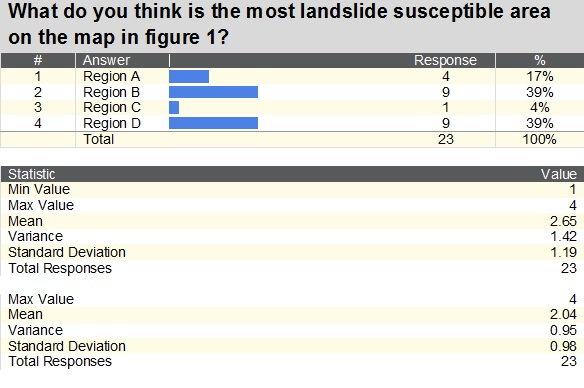 What do you think is the most landslide susceptible area
on the map in figure 1?
# Answer Response %
1 Region A 4 17%
2 Region B 9 39%
3 Region C 1 4%
4 Region D 9 39%
Total 23 100%
Statistic Value
Min Value 1
Max Value 4
Mean 2.65
Variance 1.42
Standard Deviation 1.19
Total Responses 23
Max Value 4
Mean 2.04
Variance 0.95
Standard Deviation 0.98
Total Responses 23